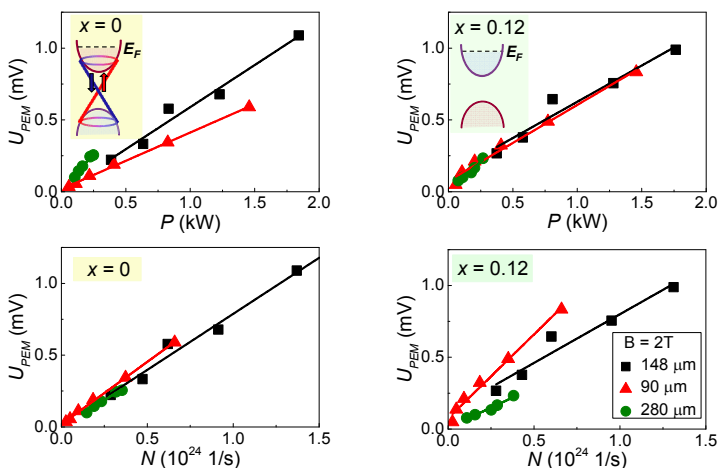 x = 0
E_F
U_PEM (mV)
1.0
0.5
0.0
0.0 0.5 1.0 1.5 2.0
P (kW)
x = 0.12
E_F
U_PEM (mV)
1.0
0.5
0.0
0.0 0.5 1.0 1.5 2.0
P (kW)
x = 0
U_PEM (mV)
1.0
0.5
0.0
0.0 0.5 1.0 1.5
N (10^24 1/s)
x = 0.12
U_PEM (mV)
1.0
0.5
0.0
0.0 0.5 1.0 1.5
N (10^24 1/s)
B = 2T
148 μm
90 μm
280 μm